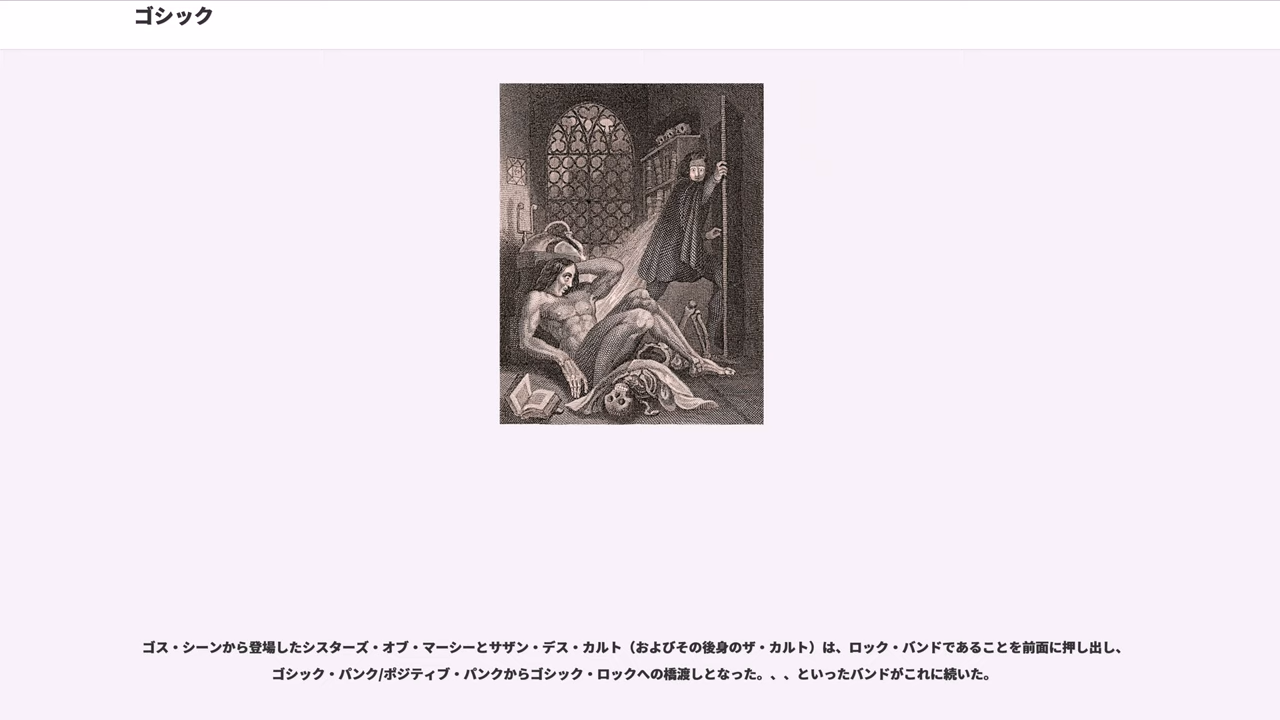 ゴシック
ゴス・シーンから登場したシスターズ・オブ・マーシーとサザン・デス・カルト（およびその後身のザ・カルト）は、ロック・バンドであることを前面に押し出し、
ゴシック・パンク/ポジティブ・パンクからゴシック・ロックへの橋渡しとなった。、、といったバンドがこれに続いた。